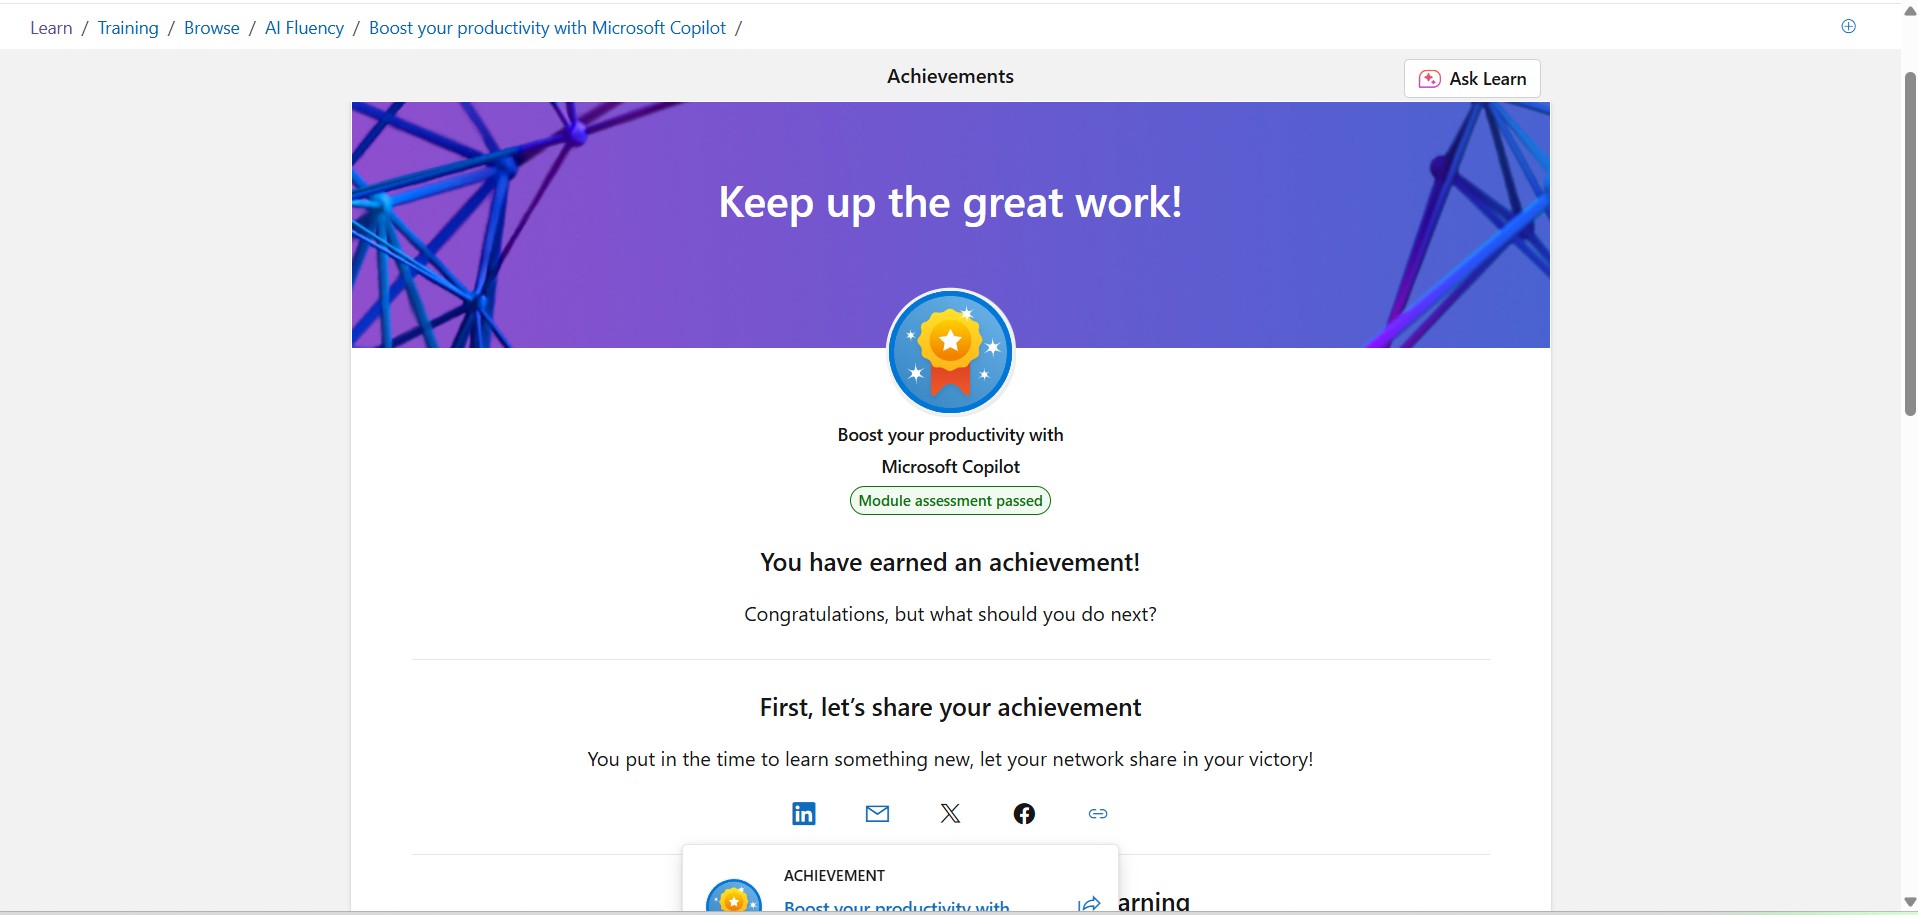 Learn / Training / Browse / AI Fluency / Boost your productivity with Microsoft Copilot /
Achievements
Ask Learn
Keep up the great work!
Boost your productivity with
Microsoft Copilot
Module assessment passed
You have earned an achievement!
Congratulations, but what should you do next?
First, let’s share your achievement
You put in the time to learn something new, let your network share in your victory!
ACHIEVEMENT
Boost your productivity with
arning